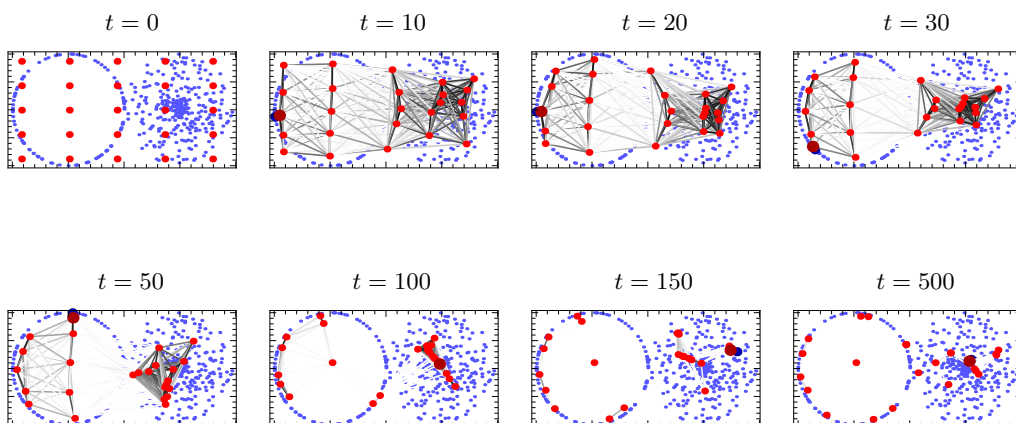 t = 0
t = 10
t = 20
t = 30
t = 50
t = 100
t = 150
t = 500